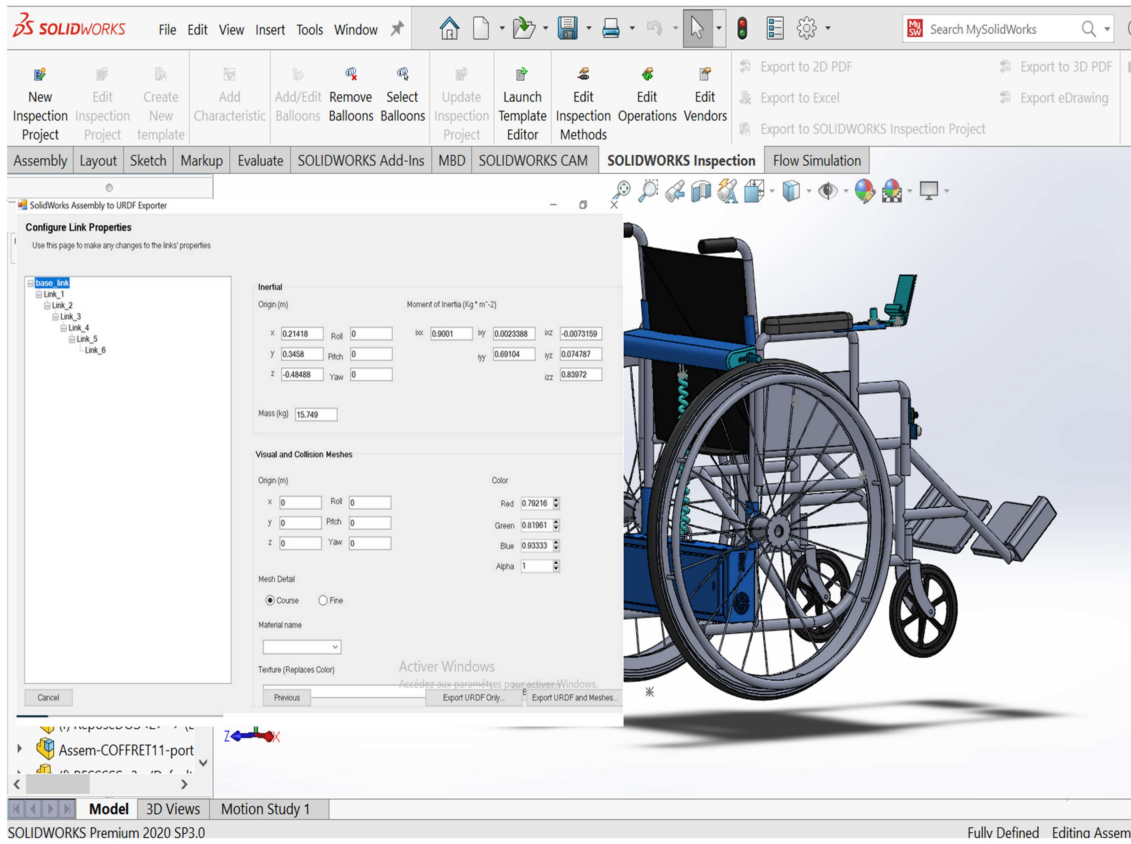 SOLIDWORKS File Edit View Insert Tools Window Search MySolidWorks
New Inspection Project
Edit Inspection Project
Create New template
Add Characteristic
Add/Edit Balloons
Remove Balloons
Select Balloons
Update Inspection Project
Launch Template Editor
Edit Inspection Methods
Edit Operations
Edit Vendors
Export to 2D PDF
Export to Excel
Export to SOLIDWORKS Inspection Project
Export to 3D PDF
Export eDrawing
Assembly Layout Sketch Markup Evaluate SOLIDWORKS Add-Ins MBD SOLIDWORKS CAM SOLIDWORKS Inspection Flow Simulation
SolidWorks Assembly to URDF Exporter
Configure Link Properties
Use this page to make any changes to the links' properties
base_link
Link_1
Link_2
Link_3
Link_4
Link_5
Link_6
Inertial
Origin (m) Moment of Inertia (Kg * m^-2)
x 0.21418 Roll 0 ixx 0.9001 ixy 0.0023388 ixz -0.0073159
y 0.3458 Pitch 0 iyy 0.69104 iyz 0.074787
z -0.48488 Yaw 0 izz 0.83972
Mass (kg) 15.749
Visual and Collision Meshes
Origin (m) Color
x 0 Roll 0 Red 0.79216
y 0 Pitch 0 Green 0.81961
z 0 Yaw 0 Blue 0.93333
Alpha 1
Mesh Detail
Course Fine
Material name
Texture (Replaces Color)
Activer Windows
Accédez aux paramètres pour activer Windows.
Cancel Previous Export URDF Only... Export URDF and Meshes...
Z X
Assem-COFFRET11-port
Model 3D Views Motion Study 1
SOLIDWORKS Premium 2020 SP3.0 Fully Defined Editing Assem